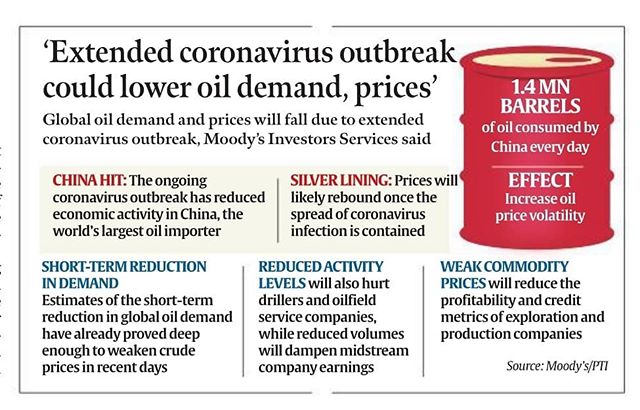 ‘Extended coronavirus outbreak
could lower oil demand, prices’
Global oil demand and prices will fall due to extended
coronavirus outbreak, Moody’s Investors Services said
1.4 MN
BARRELS
of oil consumed by
China every day
EFFECT
Increase oil
price volatility
CHINA HIT: The ongoing
coronavirus outbreak has reduced
economic activity in China, the
world’s largest oil importer
SILVER LINING: Prices will
likely rebound once the
spread of coronavirus
infection is contained
SHORT-TERM REDUCTION
IN DEMAND
Estimates of the short-term
reduction in global oil demand
have already proved deep
enough to weaken crude
prices in recent days
REDUCED ACTIVITY
LEVELS will also hurt
drillers and oilfield
service companies,
while reduced volumes
will dampen midstream
company earnings
WEAK COMMODITY
PRICES will reduce the
profitability and credit
metrics of exploration and
production companies
Source: Moody’s/PTI